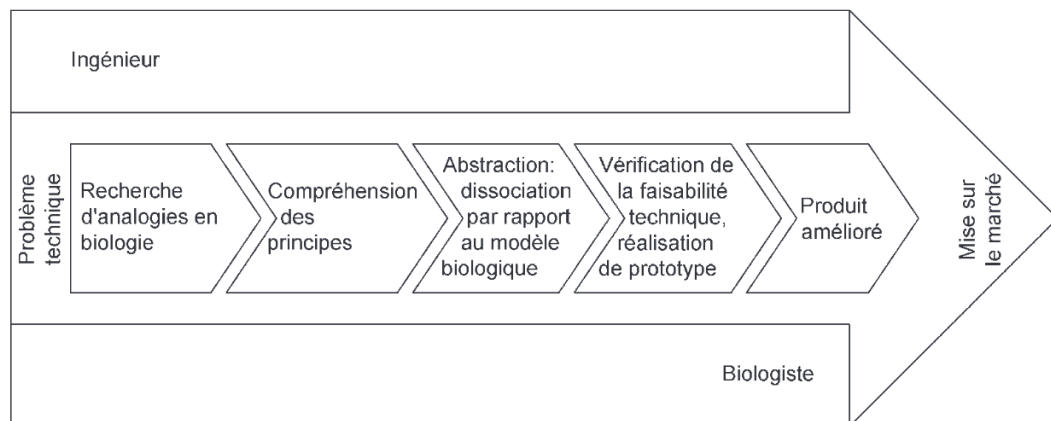 Ingénieur
Problème
technique
Recherche
d'analogies en
biologie
Compréhension
des
principes
Abstraction:
dissociation
par rapport
au modèle
biologique
Vérification de
la faisabilité
technique,
réalisation
de prototype
Produit
amélioré
Mise sur
le marché
Biologiste